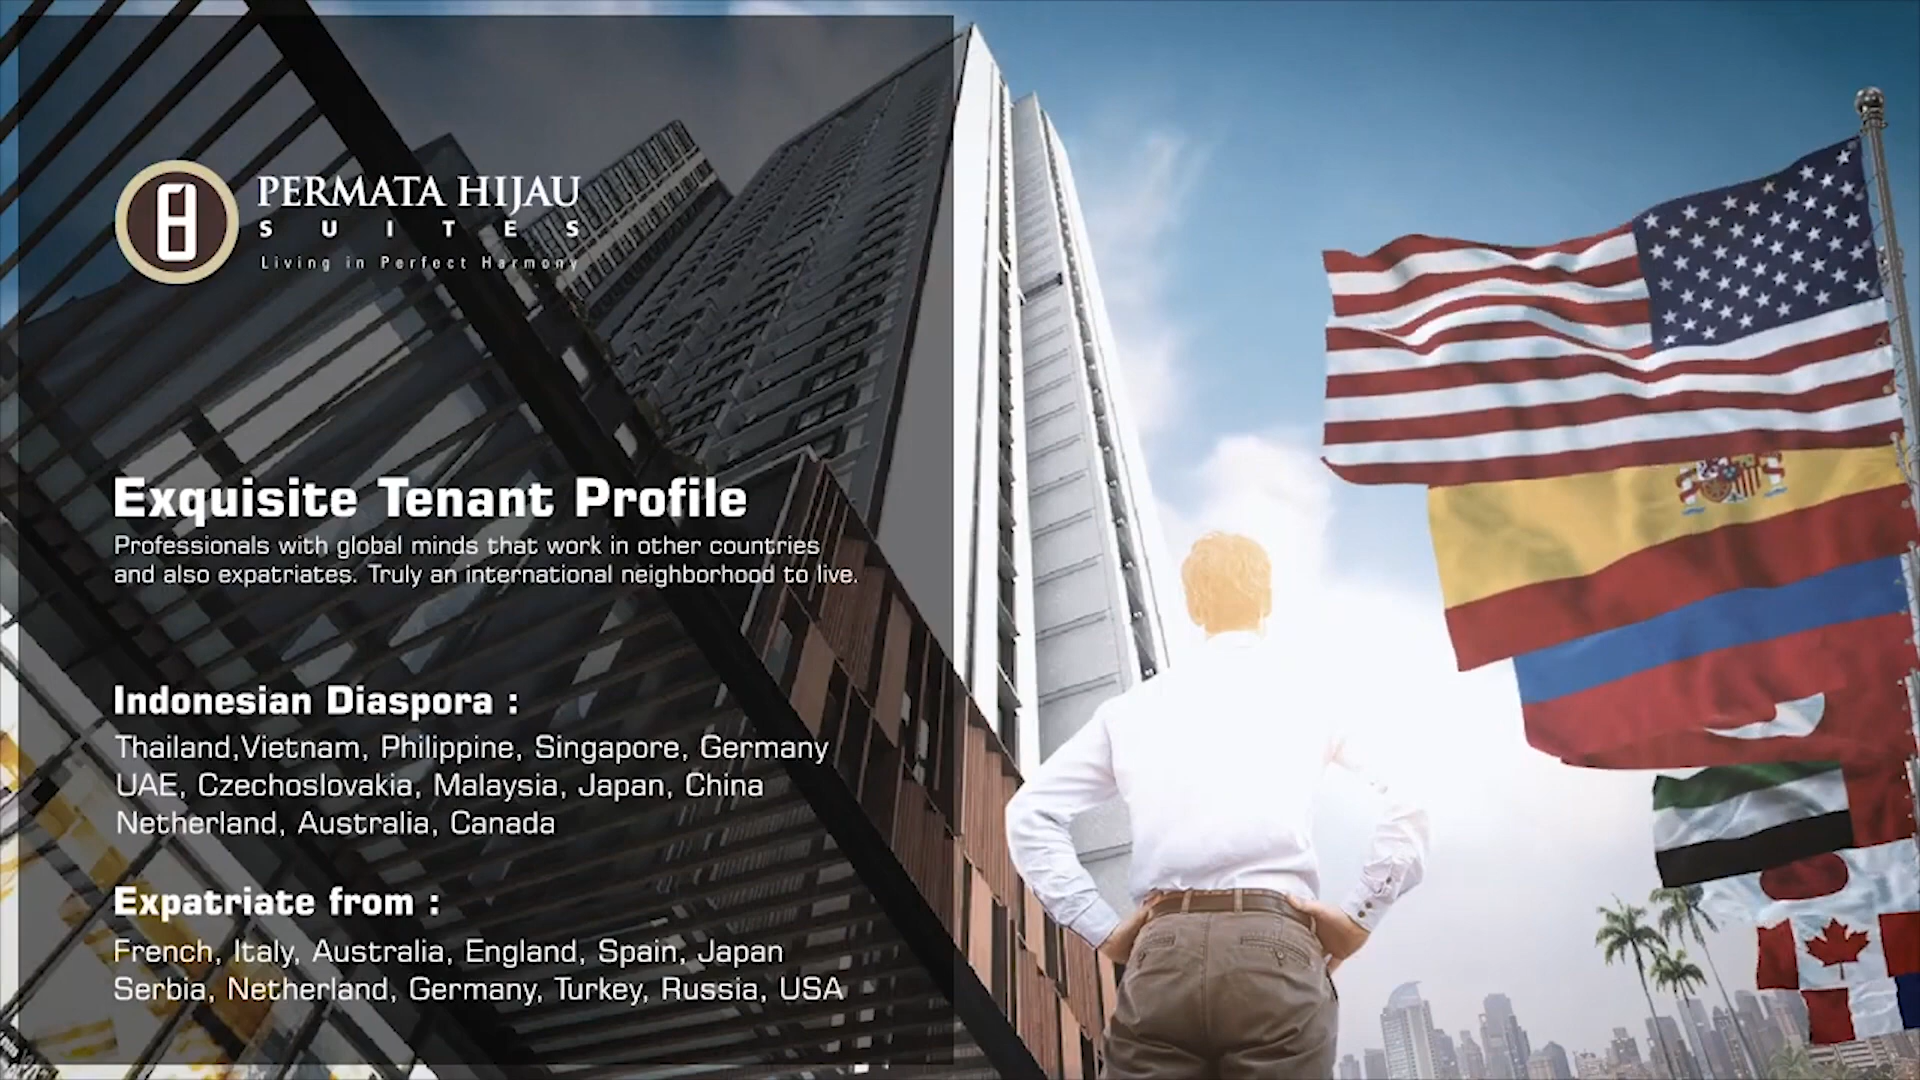 PERMATA HIJAU
SUITES
Living in Perfect Harmony
Exquisite Tenant Profile
Professionals with global minds that work in other countries
and also expatriates. Truly an international neighborhood to live.
Indonesian Diaspora :
Thailand,Vietnam, Philippine, Singapore, Germany
UAE, Czechoslovakia, Malaysia, Japan, China
Netherland, Australia, Canada
Expatriate from :
French, Italy, Australia, England, Spain, Japan
Serbia, Netherland, Germany, Turkey, Russia, USA